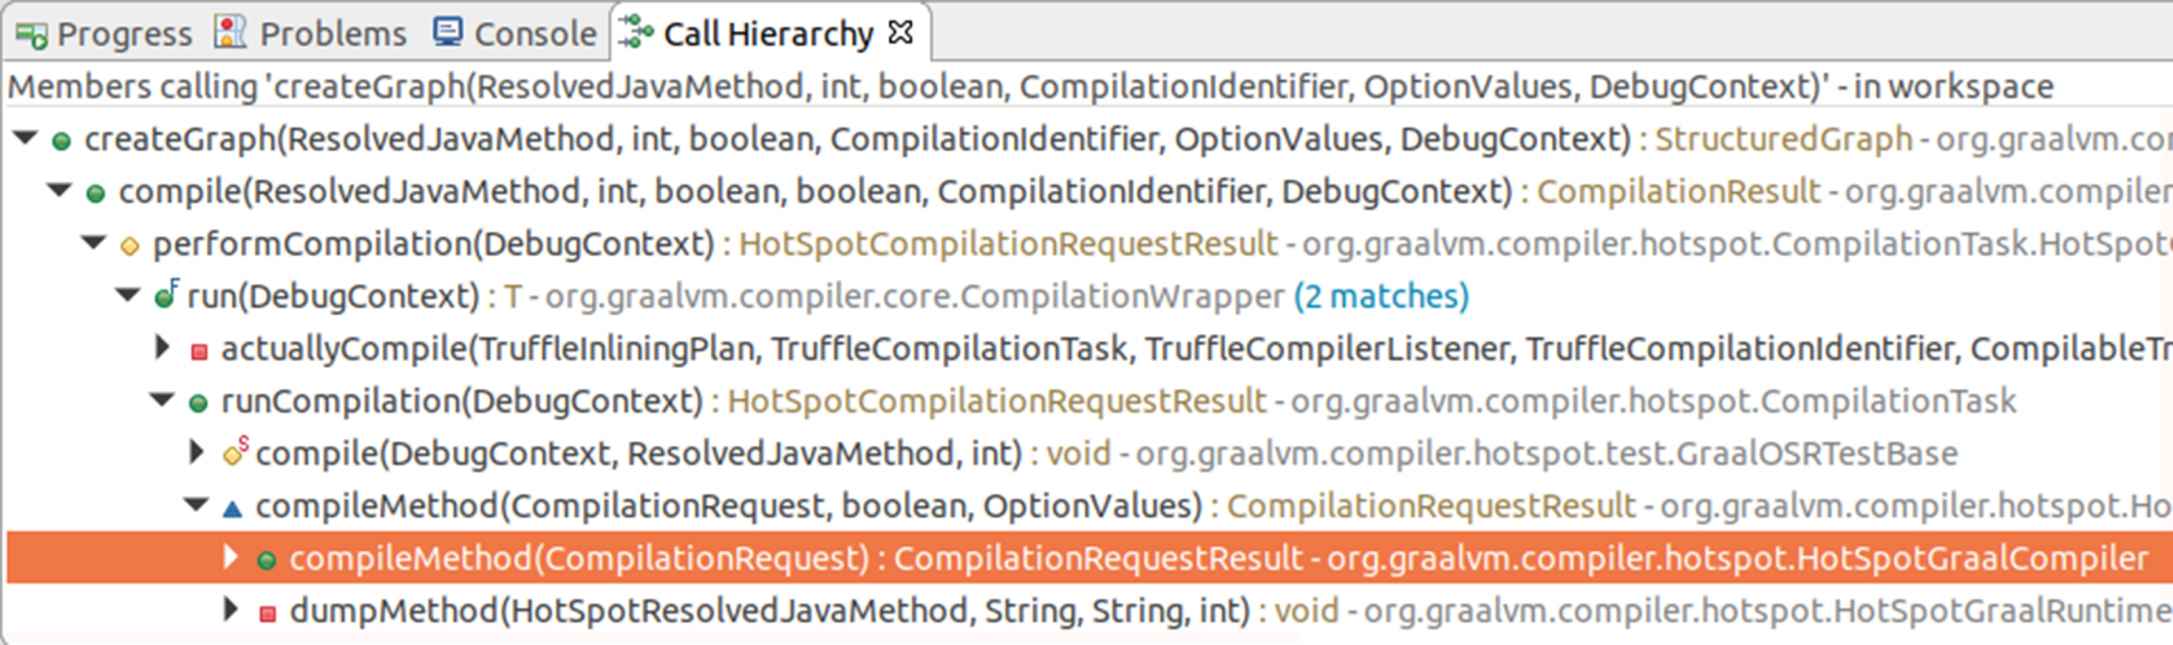 Progress Problems Console Call Hierarchy
Members calling 'createGraph(ResolvedJavaMethod, int, boolean, CompilationIdentifier, OptionValues, DebugContext)' - in workspace
createGraph(ResolvedJavaMethod, int, boolean, CompilationIdentifier, OptionValues, DebugContext) : StructuredGraph - org.graalvm.co
compile(ResolvedJavaMethod, int, boolean, boolean, CompilationIdentifier, DebugContext) : CompilationResult - org.graalvm.compiler
performCompilation(DebugContext) : HotSpotCompilationRequestResult - org.graalvm.compiler.hotspot.CompilationTask.HotSpot
run(DebugContext) : T - org.graalvm.compiler.core.CompilationWrapper (2 matches)
actuallyCompile(TruffleInliningPlan, TruffleCompilationTask, TruffleCompilerListener, TruffleCompilationIdentifier, CompilableTr
runCompilation(DebugContext) : HotSpotCompilationRequestResult - org.graalvm.compiler.hotspot.CompilationTask
compile(DebugContext, ResolvedJavaMethod, int) : void - org.graalvm.compiler.hotspot.test.GraalOSRTestBase
compileMethod(CompilationRequest, boolean, OptionValues) : CompilationRequestResult - org.graalvm.compiler.hotspot.Ho
compileMethod(CompilationRequest) : CompilationRequestResult - org.graalvm.compiler.hotspot.HotSpotGraalCompiler
dumpMethod(HotSpotResolvedJavaMethod, String, String, int) : void - org.graalvm.compiler.hotspot.HotSpotGraalRuntime